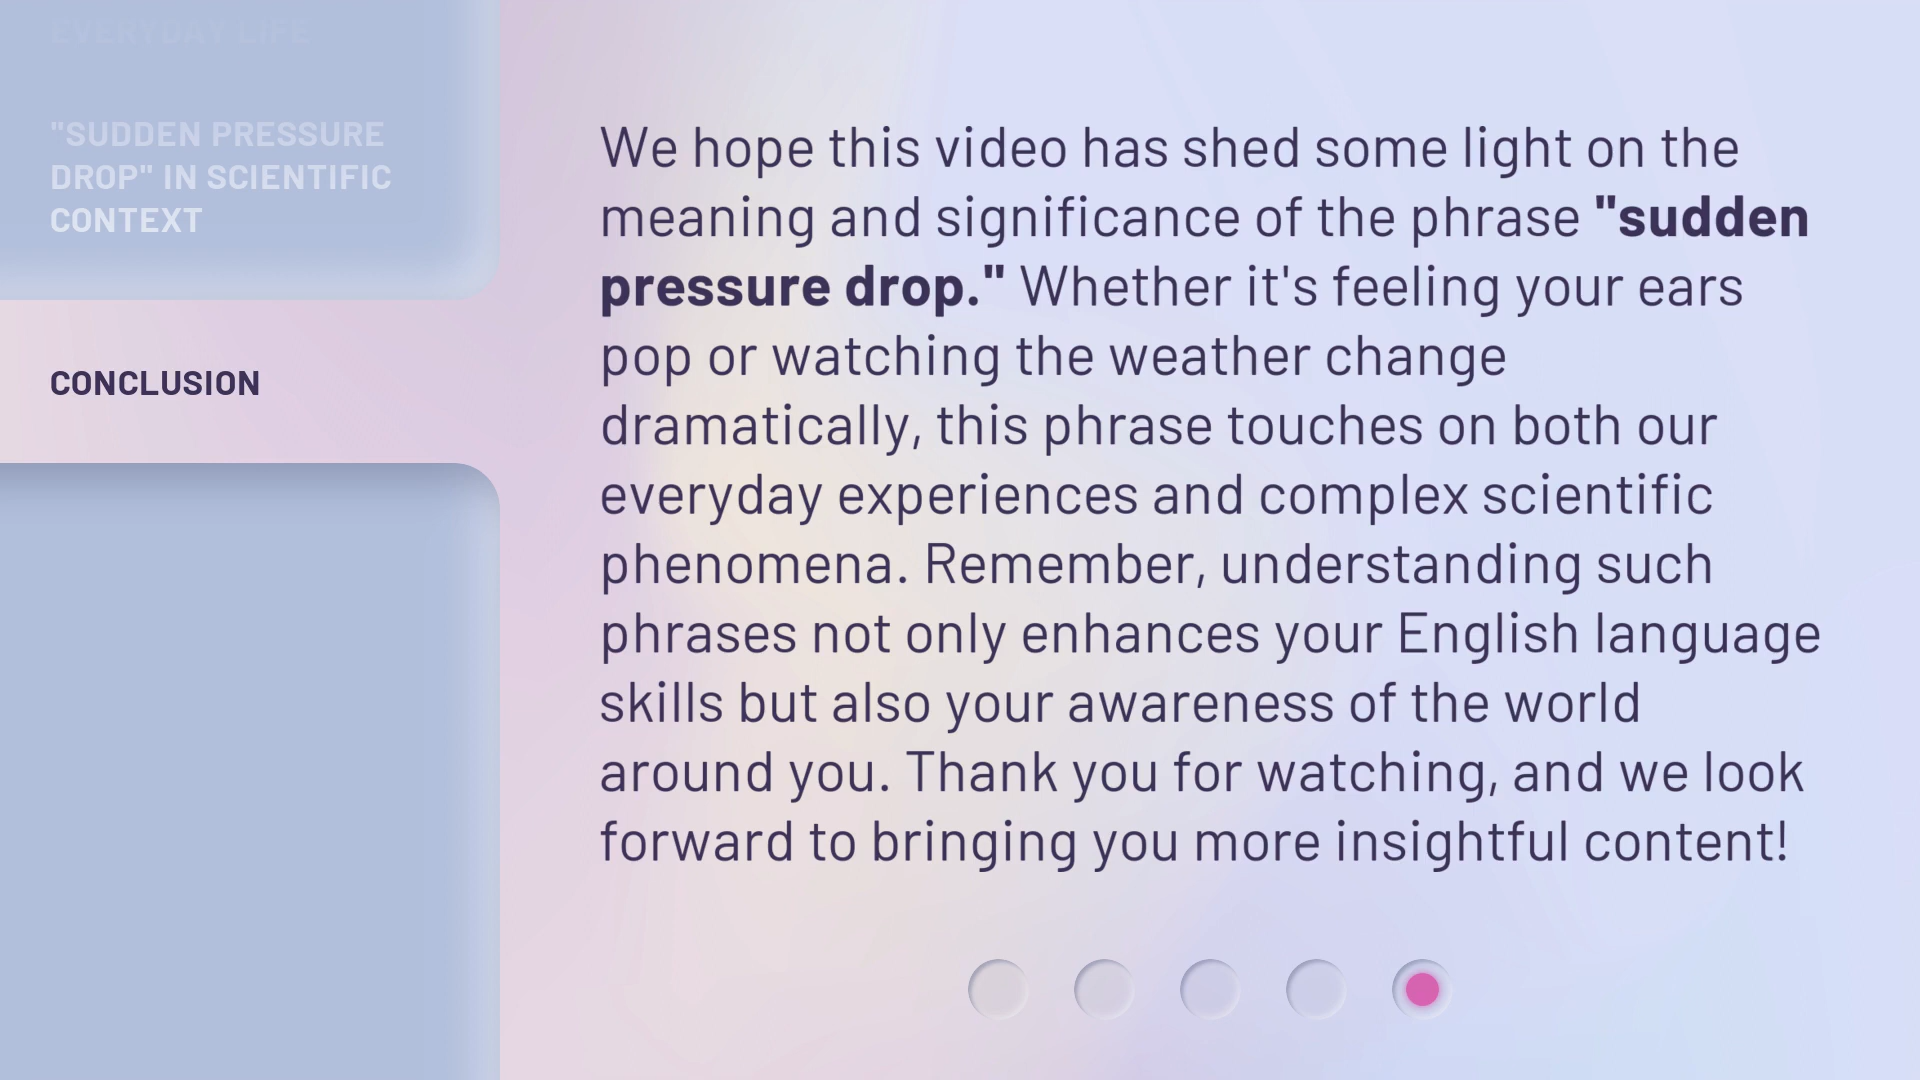 EVERYDAY LIFE
"SUDDEN PRESSURE
DROP" IN SCIENTIFIC
CONTEXT
CONCLUSION
We hope this video has shed some light on the
meaning and significance of the phrase "sudden
pressure drop." Whether it's feeling your ears
pop or watching the weather change
dramatically, this phrase touches on both our
everyday experiences and complex scientific
phenomena. Remember, understanding such
phrases not only enhances your English language
skills but also your awareness of the world
around you. Thank you for watching, and we look
forward to bringing you more insightful content!